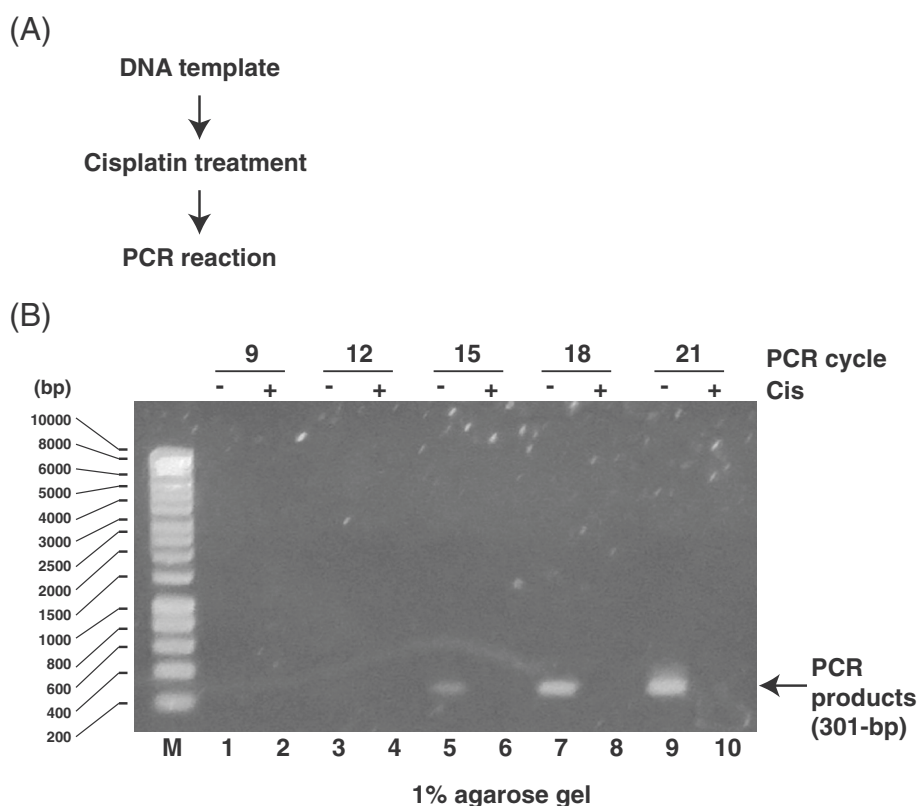 (A)
DNA template
Cisplatin treatment
PCR reaction
(B)
9 12 15 18 21 PCR cycle
(bp) - + - + - + - + - + Cis
10000
8000
6000
5000
4000
3000
2500
2000
1500
1000
800
600
400
200
PCR
products
(301-bp)
M 1 2 3 4 5 6 7 8 9 10
1% agarose gel